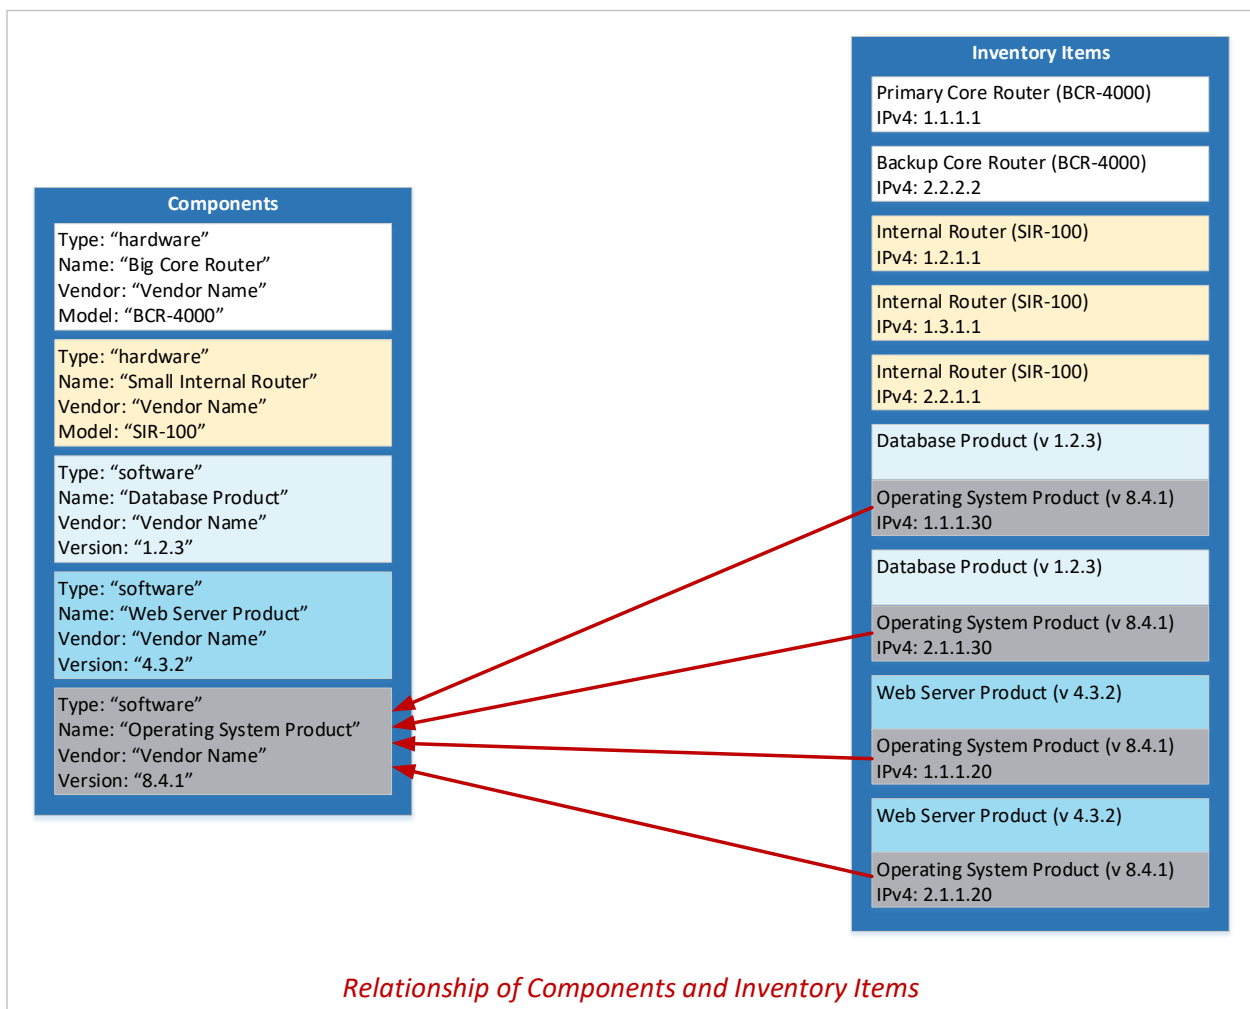 Components
Type: “hardware”
Name: “Big Core Router”
Vendor: “Vendor Name”
Model: “BCR-4000”
Type: “hardware”
Name: “Small Internal Router”
Vendor: “Vendor Name”
Model: “SIR-100”
Type: “software”
Name: “Database Product”
Vendor: “Vendor Name”
Version: “1.2.3”
Type: “software”
Name: “Web Server Product”
Vendor: “Vendor Name”
Version: “4.3.2”
Type: “software”
Name: “Operating System Product”
Vendor: “Vendor Name”
Version: “8.4.1”
Inventory Items
Primary Core Router (BCR-4000)
IPv4: 1.1.1.1
Backup Core Router (BCR-4000)
IPv4: 2.2.2.2
Internal Router (SIR-100)
IPv4: 1.2.1.1
Internal Router (SIR-100)
IPv4: 1.3.1.1
Internal Router (SIR-100)
IPv4: 2.2.1.1
Database Product (v 1.2.3)
Operating System Product (v 8.4.1)
IPv4: 1.1.1.30
Database Product (v 1.2.3)
Operating System Product (v 8.4.1)
IPv4: 2.1.1.30
Web Server Product (v 4.3.2)
Operating System Product (v 8.4.1)
IPv4: 1.1.1.20
Web Server Product (v 4.3.2)
Operating System Product (v 8.4.1)
IPv4: 2.1.1.20
Relationship of Components and Inventory Items